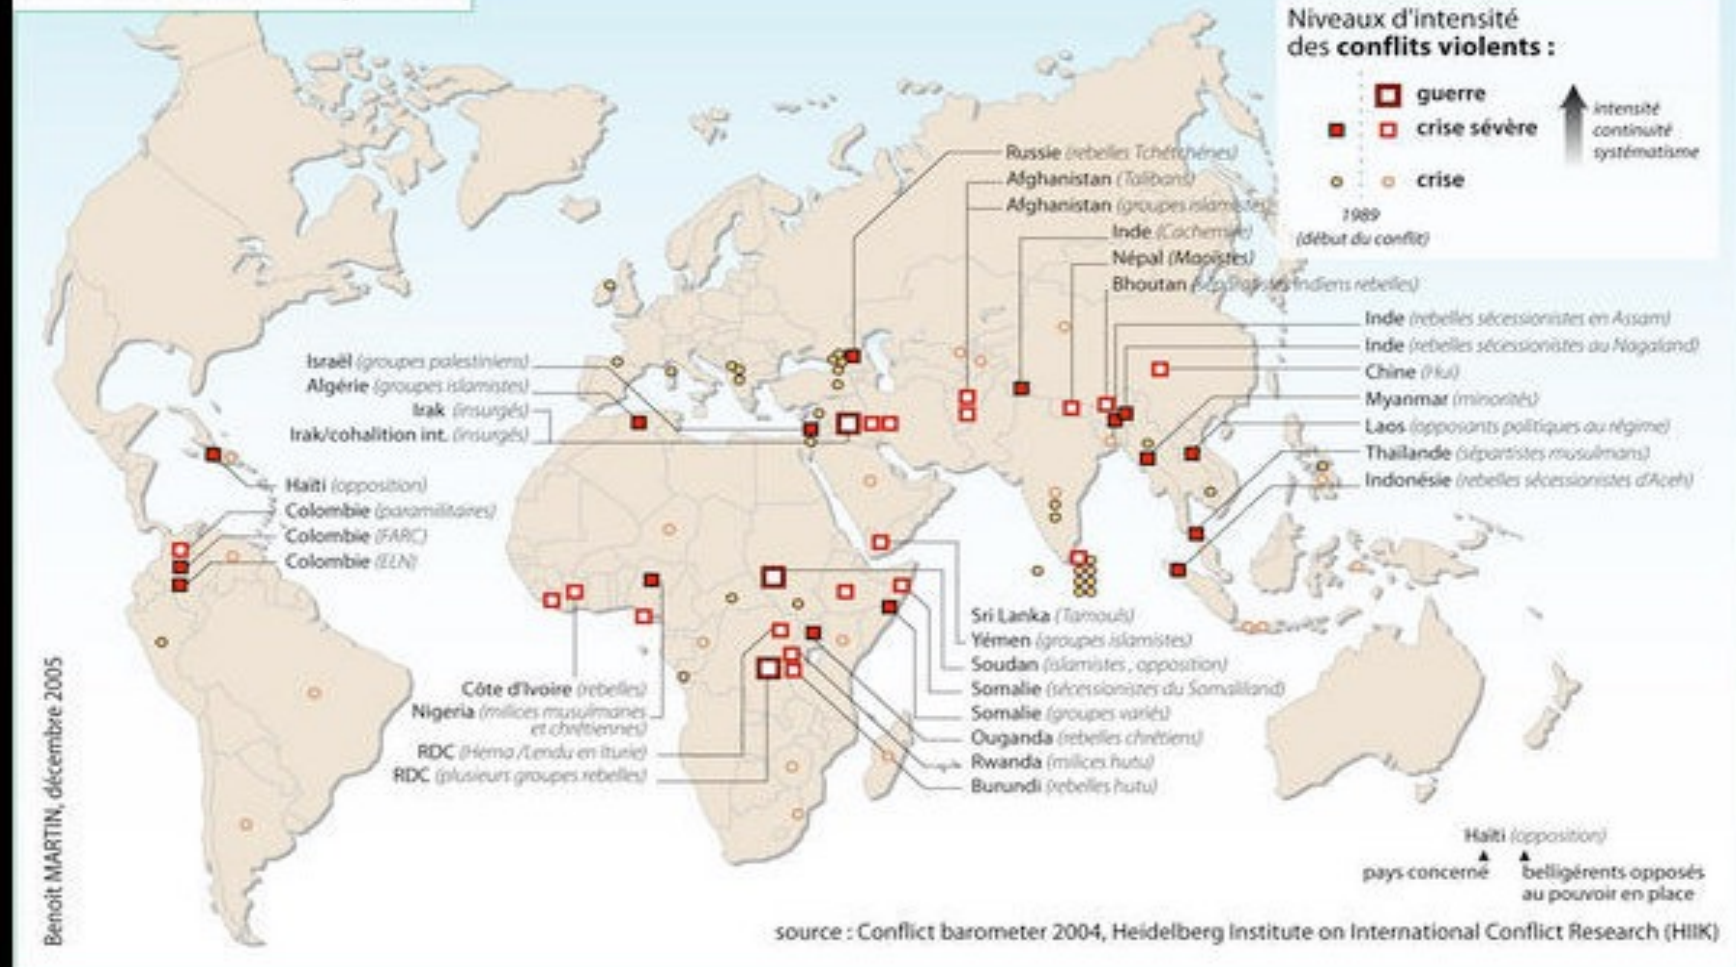 Niveaux d'intensité
des conflits violents :
guerre
crise sévère
crise
intensité
continuité
systématisme
1989
(début du conflit)
Russie (rebelles Tchétchènes)
Afghanistan (Talibans)
Afghanistan (groupes islamistes)
Inde (Cachemire)
Népal (Maoïstes)
Bhoutan (séparatistes indiens rebelles)
Inde (rebelles sécessionistes en Assam)
Inde (rebelles sécessionistes au Nagaland)
Chine (Hui)
Myanmar (minorités)
Laos (opposants politiques au régime)
Thaïlande (sépartistes musulmans)
Indonésie (rebelles sécessionistes d'Aceh)
Israël (groupes palestiniens)
Algérie (groupes islamistes)
Irak (insurgés)
Irak/cohalition int. (insurgés)
Haïti (opposition)
Colombie (paramilitaires)
Colombie (FARC)
Colombie (ELN)
Côte d'Ivoire (rebelles)
Nigeria (milices musulmanes
et chrétiennes)
RDC (Hema /Lendu en Iturie)
RDC (plusieurs groupes rebelles)
Sri Lanka (Tamouls)
Yémen (groupes islamistes)
Soudan (islamistes , opposition)
Somalie (sécessionistes du Somaliland)
Somalie (groupes variés)
Ouganda (rebelles chrétiens)
Rwanda (milices hutu)
Burundi (rebelles hutu)
Haïti (opposition)
pays concerné
belligérents opposés
au pouvoir en place
Benoit MARTIN, décembre 2005
source : Conflict barometer 2004, Heidelberg Institute on International Conflict Research (HIIK)